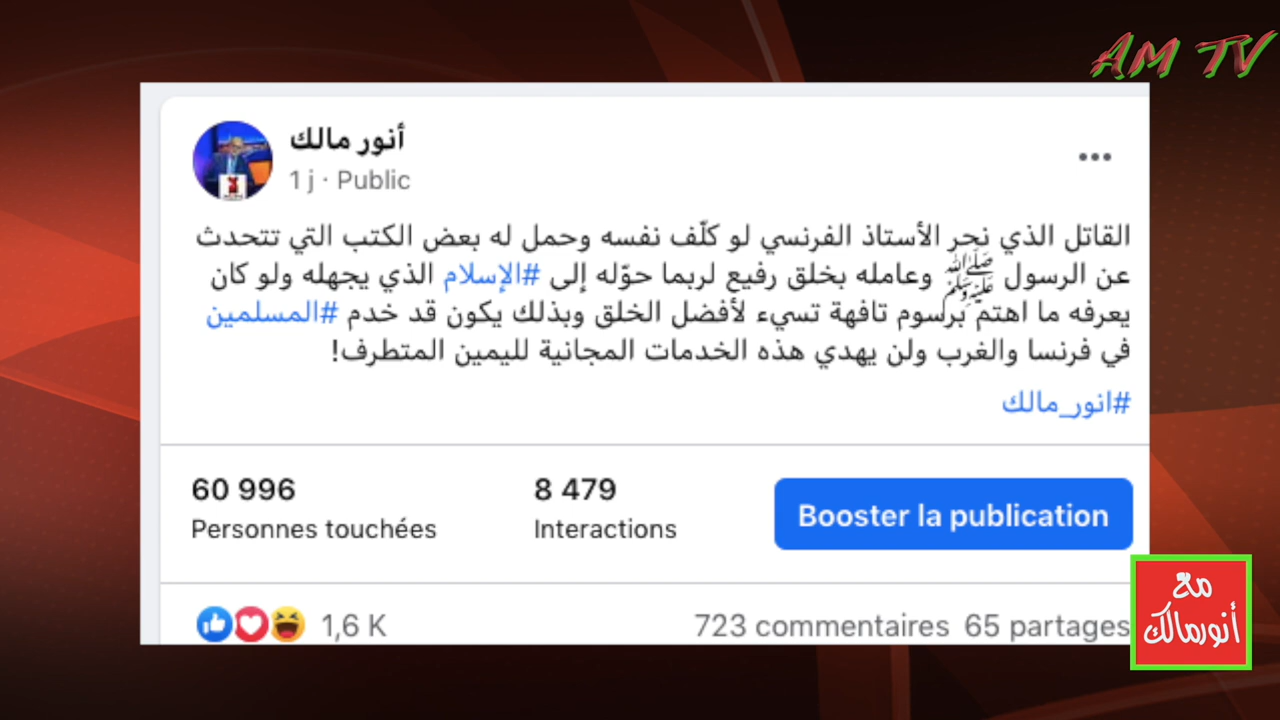 AM TV
أنور مالك
1 j · Public
القاتل الذي نحر الأستاذ الفرنسي لو كلّف نفسه وحمل له بعض الكتب التي تتحدث
عن الرسول ﷺ وعامله بخلق رفيع لربما حوّله إلى #الإسلام الذي يجهله ولو كان
يعرفه ما اهتم برسوم تافهة تسيء لأفضل الخلق وبذلك يكون قد خدم #المسلمين
في فرنسا والغرب ولن يهدي هذه الخدمات المجانية لليمين المتطرف!
#انور_مالك
60 996
Personnes touchées
8 479
Interactions
Booster la publication
1,6 K
723 commentaires 65 partages
مع
أنورمالك